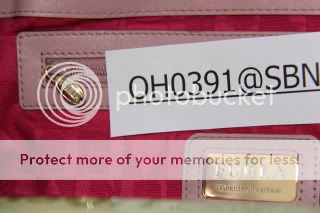 OH0391@SBN
photobucket
Protect more of your memories for less!
FURLA
Genuine Leather